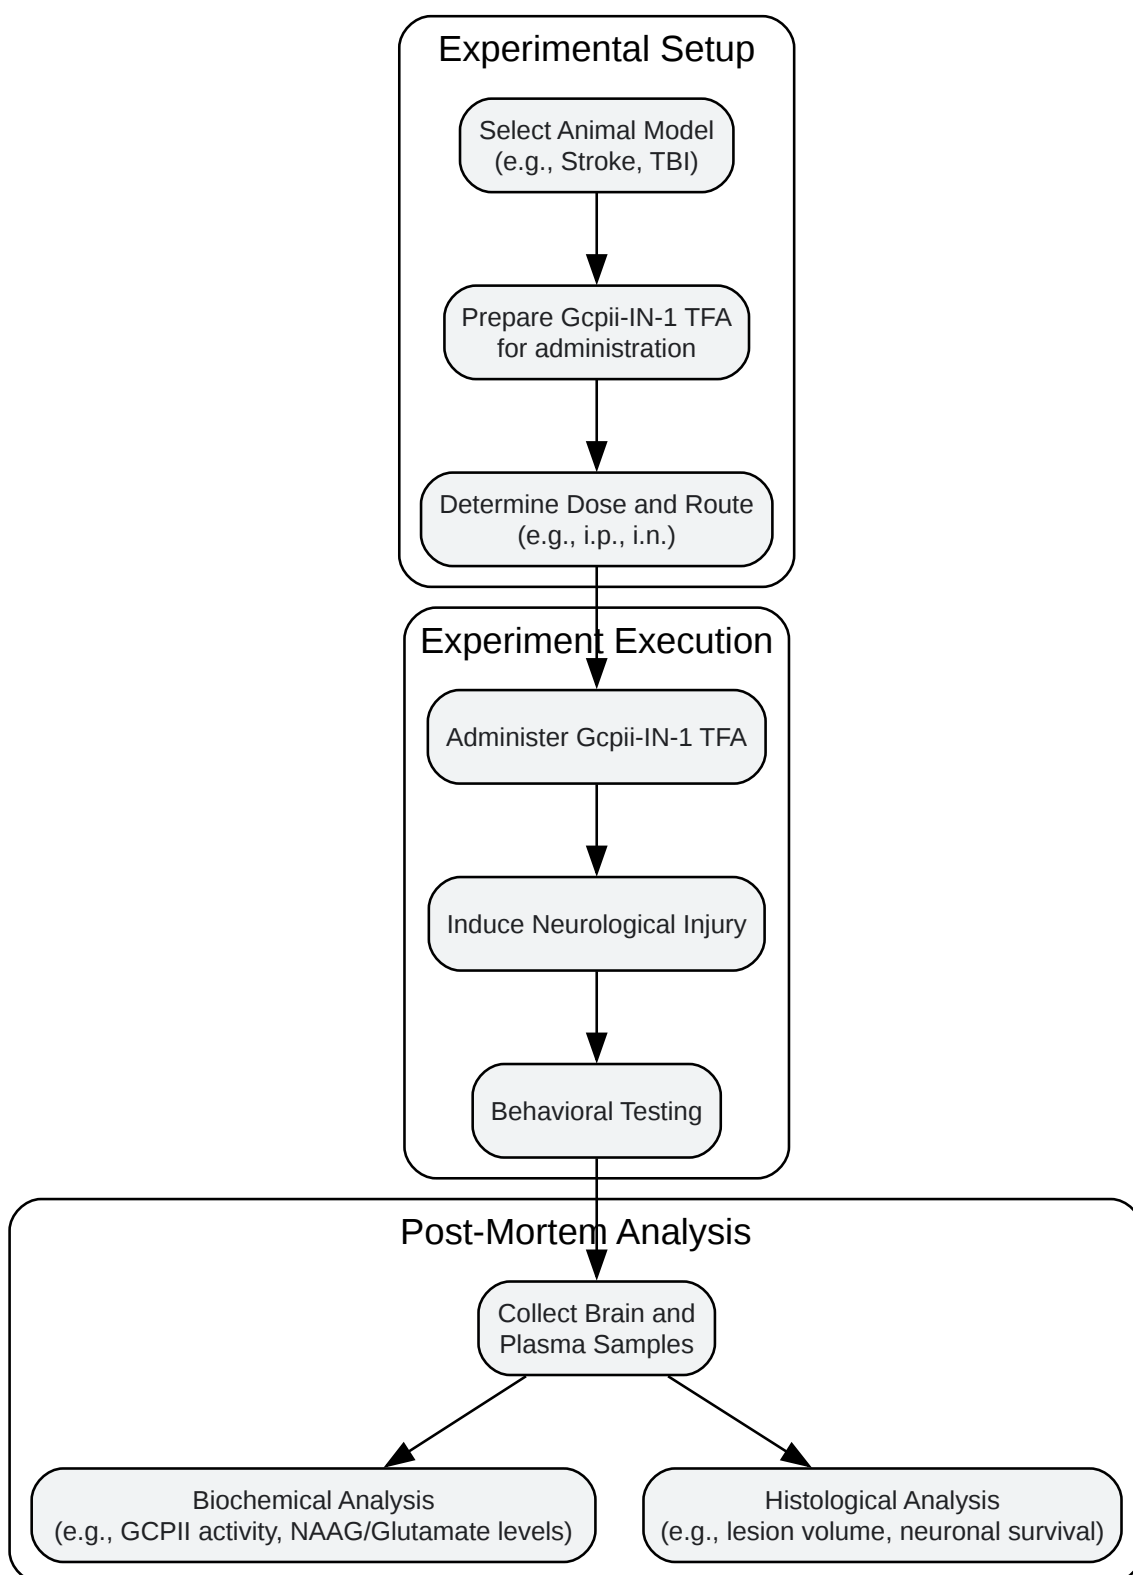 Experimental Setup
Select Animal Model
(e.g., Stroke, TBI)
Prepare Gcpii-IN-1 TFA
for administration
Determine Dose and Route
(e.g., i.p., i.n.)
Experiment Execution
Administer Gcpii-IN-1 TFA
Induce Neurological Injury
Behavioral Testing
Post-Mortem Analysis
Collect Brain and
Plasma Samples
Biochemical Analysis
(e.g., GCPII activity, NAAG/Glutamate levels)
Histological Analysis
(e.g., lesion volume, neuronal survival)